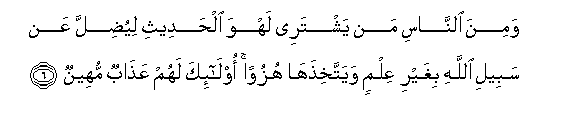 وَمِنَ ٱلنَّاسِ مَن يَشْتَرِى لَهْوَ ٱلْحَدِيثِ لِيُضِلَّ عَن
سَبِيلِ ٱللَّهِ بِغَيْرِ عِلْمٍ وَيَتَّخِذَهَا هُزُوًا ۚ أُو۟لَـٰٓئِكَ لَهُمْ عَذَابٌ مُّهِينٌ ٦